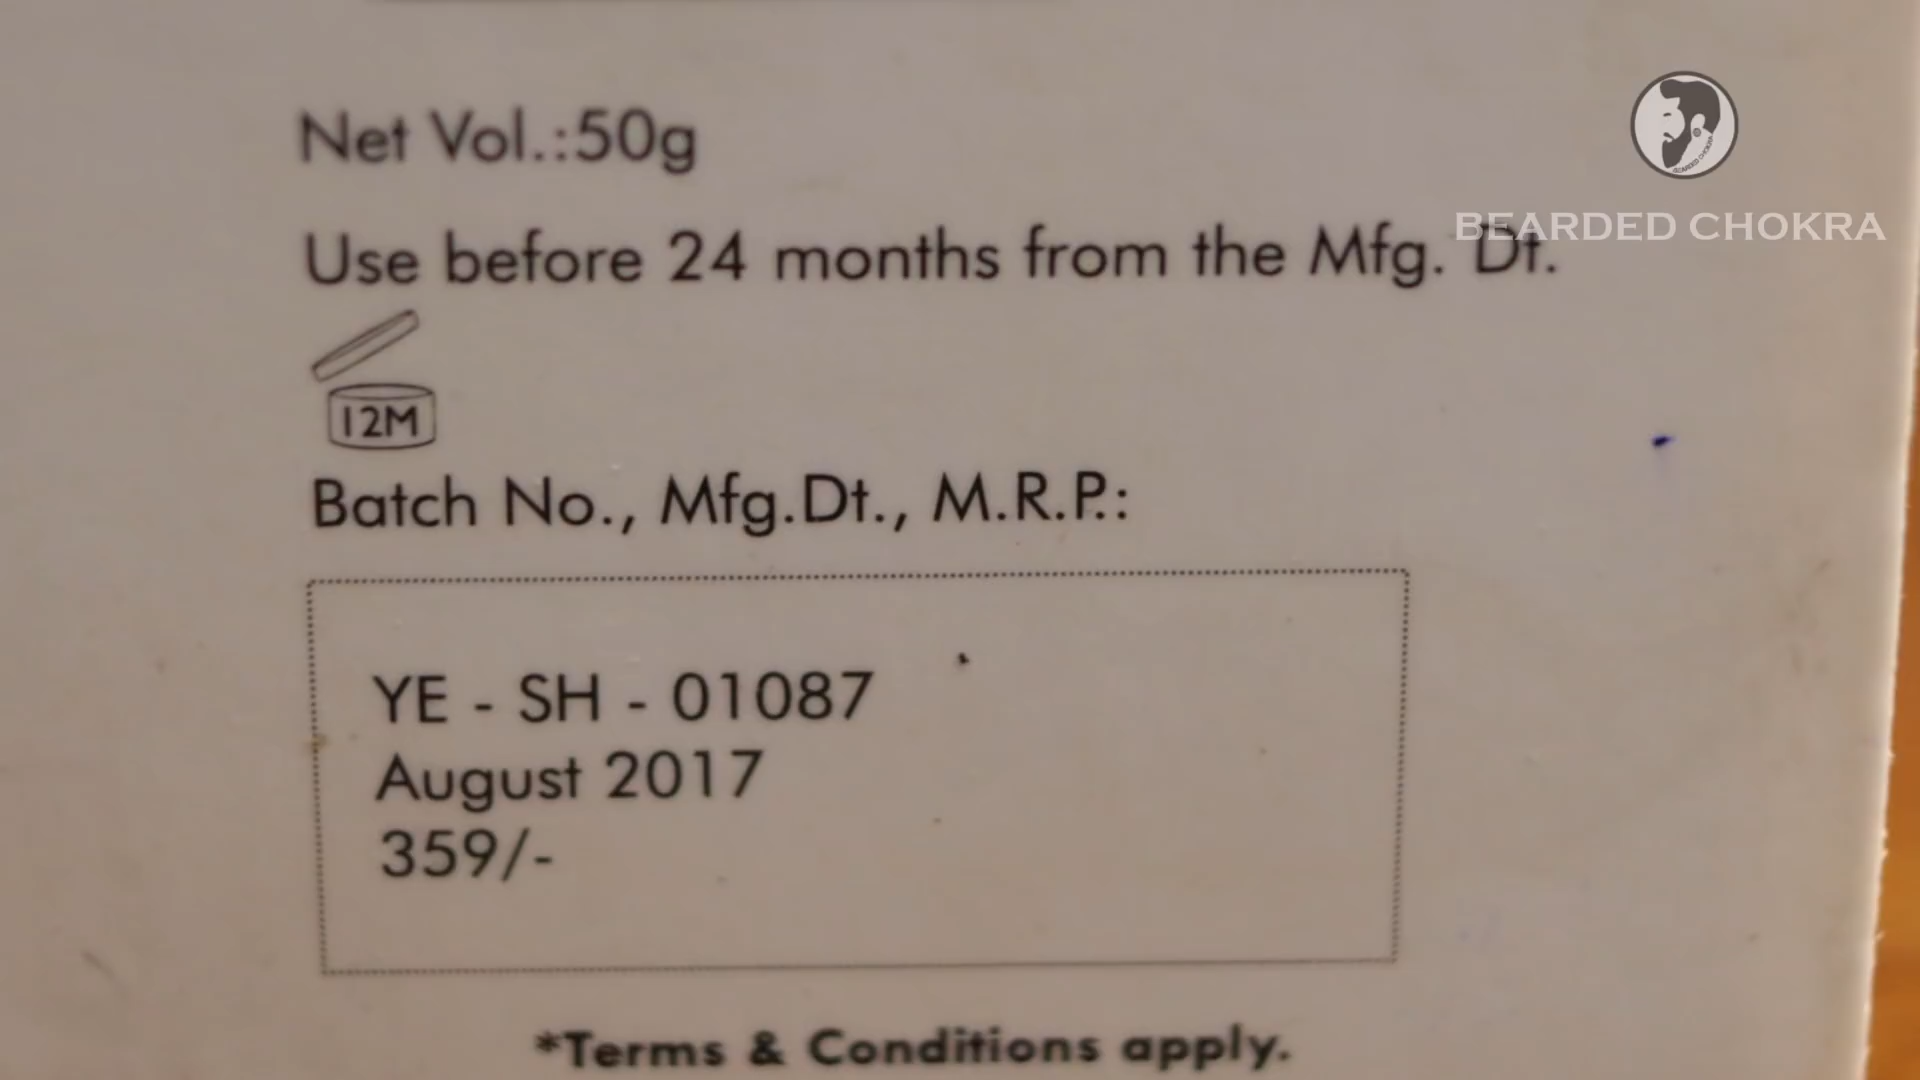 Net Vol.:50g
BEARDED CHOKRA
Use before 24 months from the Mfg. Dt.
12M
Batch No., Mfg.Dt., M.R.P.:
YE - SH - 01087
August 2017
359/-
*Terms & Conditions apply.